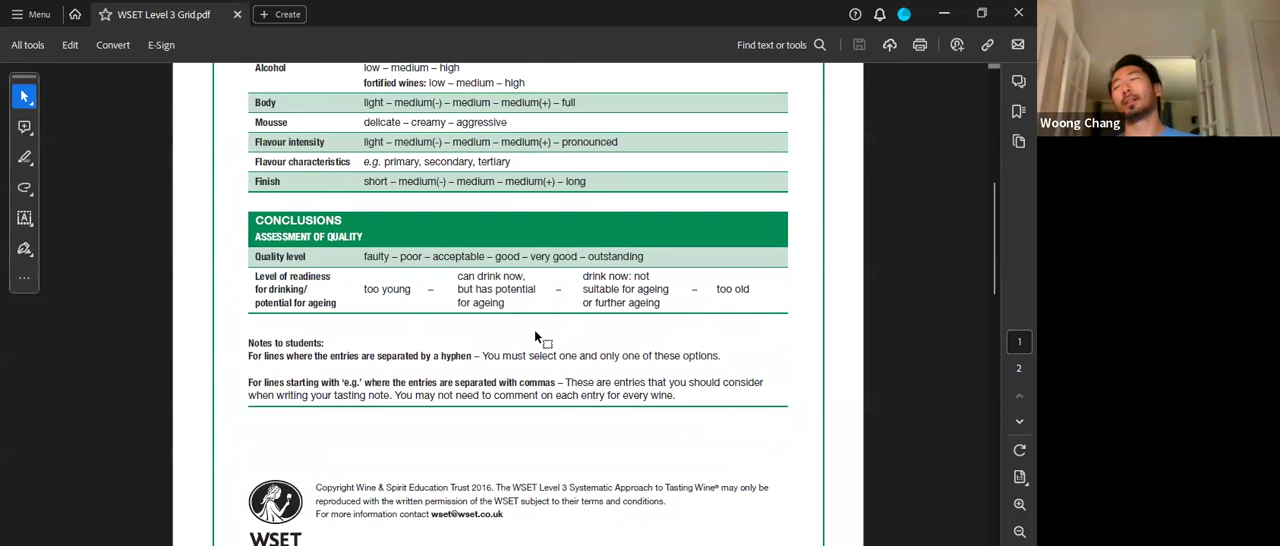 Menu
WSET Level 3 Grid.pdf
Create
All tools Edit Convert E-Sign
Find text or tools
Woong Chang
Alcohol low – medium – high
fortified wines: low – medium – high
Body light – medium(-) – medium – medium(+) – full
Mousse delicate – creamy – aggressive
Flavour intensity light – medium(-) – medium – medium(+) – pronounced
Flavour characteristics e.g. primary, secondary, tertiary
Finish short – medium(-) – medium – medium(+) – long
CONCLUSIONS
ASSESSMENT OF QUALITY
Quality level faulty – poor – acceptable – good – very good – outstanding
Level of readiness can drink now, drink now: not
for drinking/ too young – but has potential – suitable for ageing – too old
potential for ageing for ageing or further ageing
Notes to students:
For lines where the entries are separated by a hyphen – You must select one and only one of these options.
For lines starting with ‘e.g.’ where the entries are separated with commas – These are entries that you should consider
when writing your tasting note. You may not need to comment on each entry for every wine.
Copyright Wine & Spirit Education Trust 2016. The WSET Level 3 Systematic Approach to Tasting Wine® may only be
reproduced with the written permission of the WSET subject to their terms and conditions.
For more information contact wset@wset.co.uk
WSET
1
2